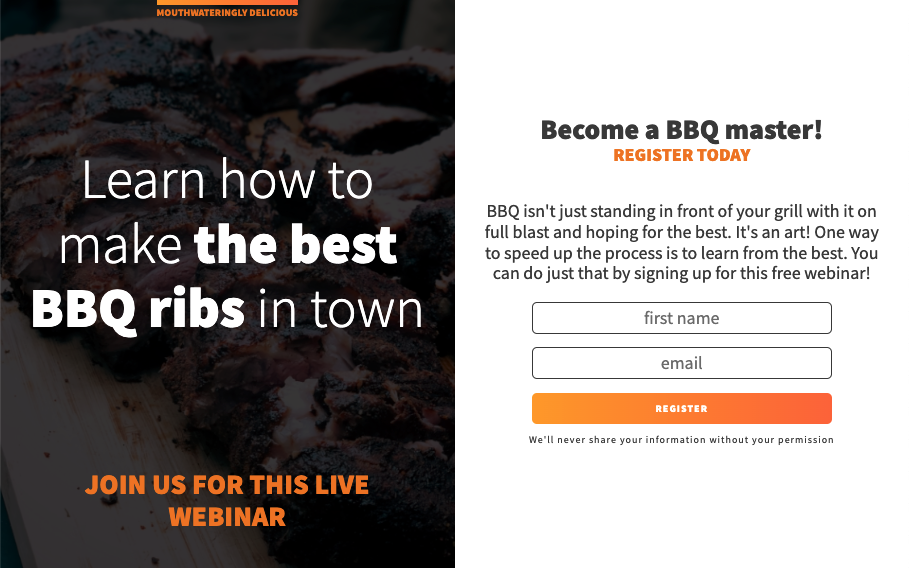 MOUTHWATERINGLY DELICIOUS
Learn how to
make the best
BBQ ribs in town
JOIN US FOR THIS LIVE
WEBINAR
Become a BBQ master!
REGISTER TODAY
BBQ isn't just standing in front of your grill with it on
full blast and hoping for the best. It's an art! One way
to speed up the process is to learn from the best. You
can do just that by signing up for this free webinar!
first name
email
REGISTER
We'll never share your information without your permission